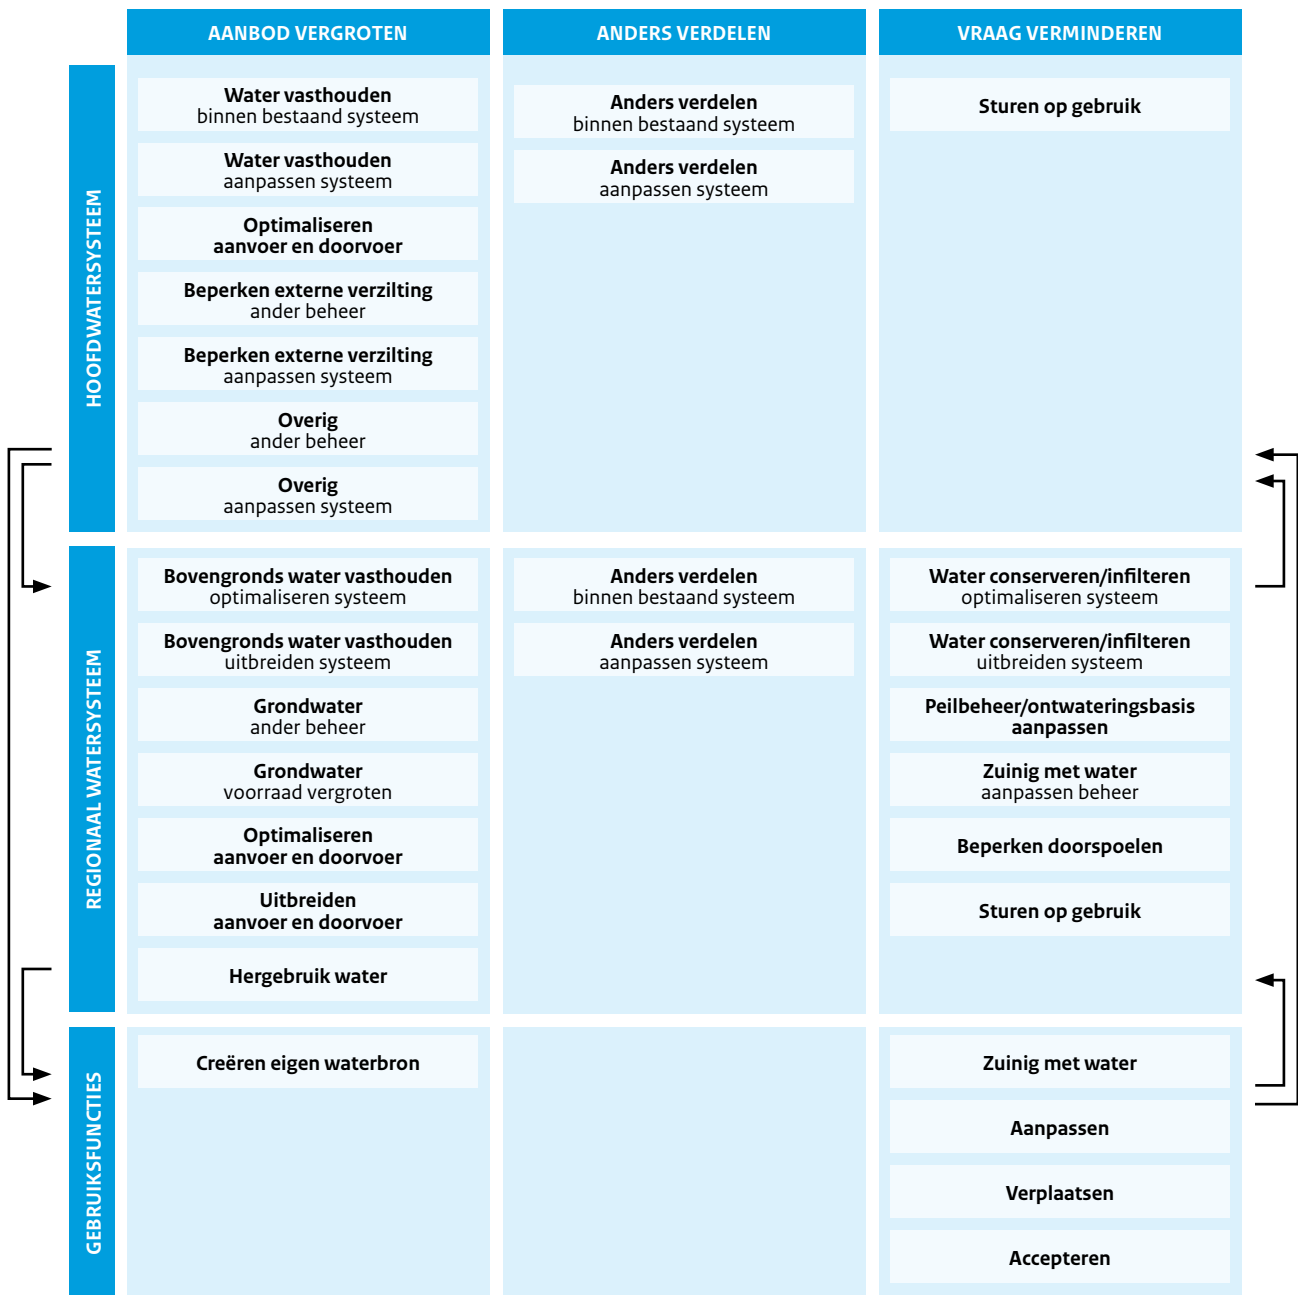 AANBOD VERGROTEN
ANDERS VERDELEN
VRAAG VERMINDEREN
HOOFDWATERSYSTEEM
Water vasthouden
binnen bestaand systeem
Water vasthouden
aanpassen systeem
Optimaliseren
aanvoer en doorvoer
Beperken externe verzilting
ander beheer
Beperken externe verzilting
aanpassen systeem
Overig
ander beheer
Overig
aanpassen systeem
Anders verdelen
binnen bestaand systeem
Anders verdelen
aanpassen systeem
Sturen op gebruik
REGIONAAL WATERSYSTEEM
Bovengronds water vasthouden
optimaliseren systeem
Bovengronds water vasthouden
uitbreiden systeem
Grondwater
ander beheer
Grondwater
voorraad vergroten
Optimaliseren
aanvoer en doorvoer
Uitbreiden
aanvoer en doorvoer
Hergebruik water
Anders verdelen
binnen bestaand systeem
Anders verdelen
aanpassen systeem
Water conserveren/infilteren
optimaliseren systeem
Water conserveren/infilteren
uitbreiden systeem
Peilbeheer/ontwateringsbasis
aanpassen
Zuinig met water
aanpassen beheer
Beperken doorspoelen
Sturen op gebruik
GEBRUIKSFUNCTIES
Creëren eigen waterbron
Zuinig met water
Aanpassen
Verplaatsen
Accepteren